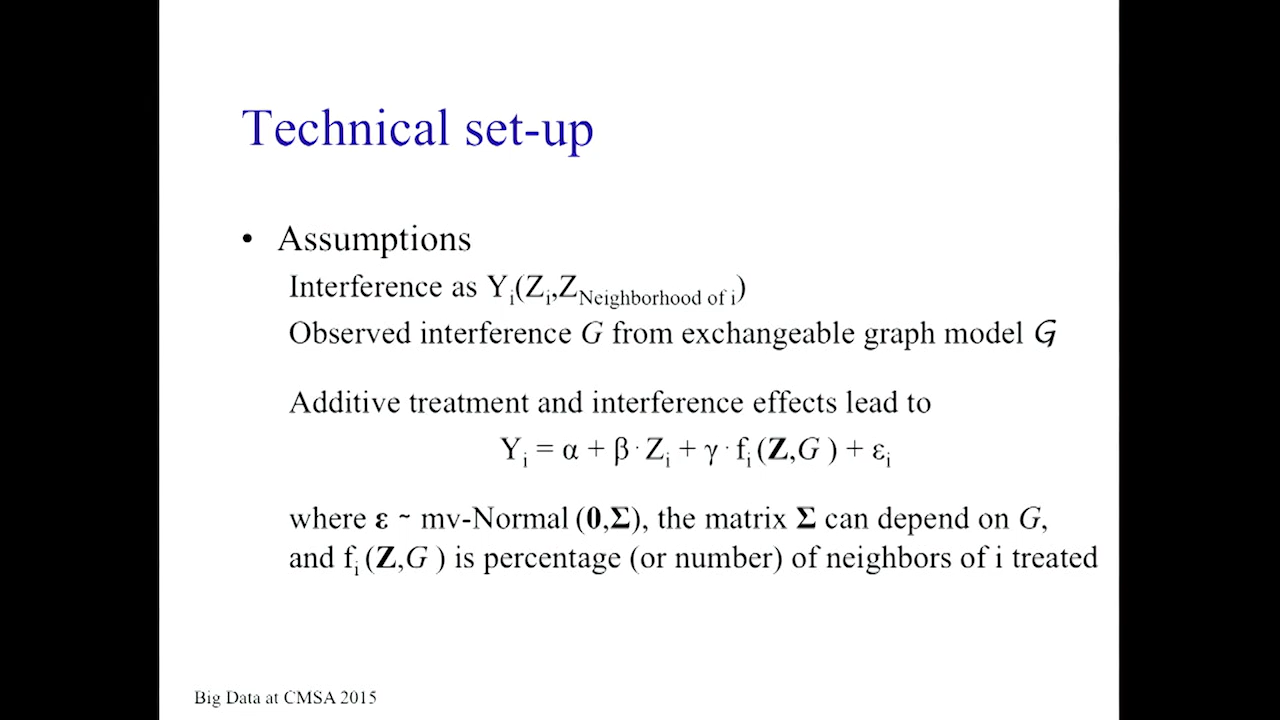 Technical set-up
• Assumptions
Interference as Yᵢ(Zᵢ,Z_Neighborhood of i)
Observed interference G from exchangeable graph model 𝒢
Additive treatment and interference effects lead to
Yᵢ = α + β · Zᵢ + γ · fᵢ (𝐙,G ) + εᵢ
where 𝛆 ~ mv-Normal (𝟎,𝚺), the matrix 𝚺 can depend on G,
and fᵢ (𝐙,G ) is percentage (or number) of neighbors of i treated
Big Data at CMSA 2015